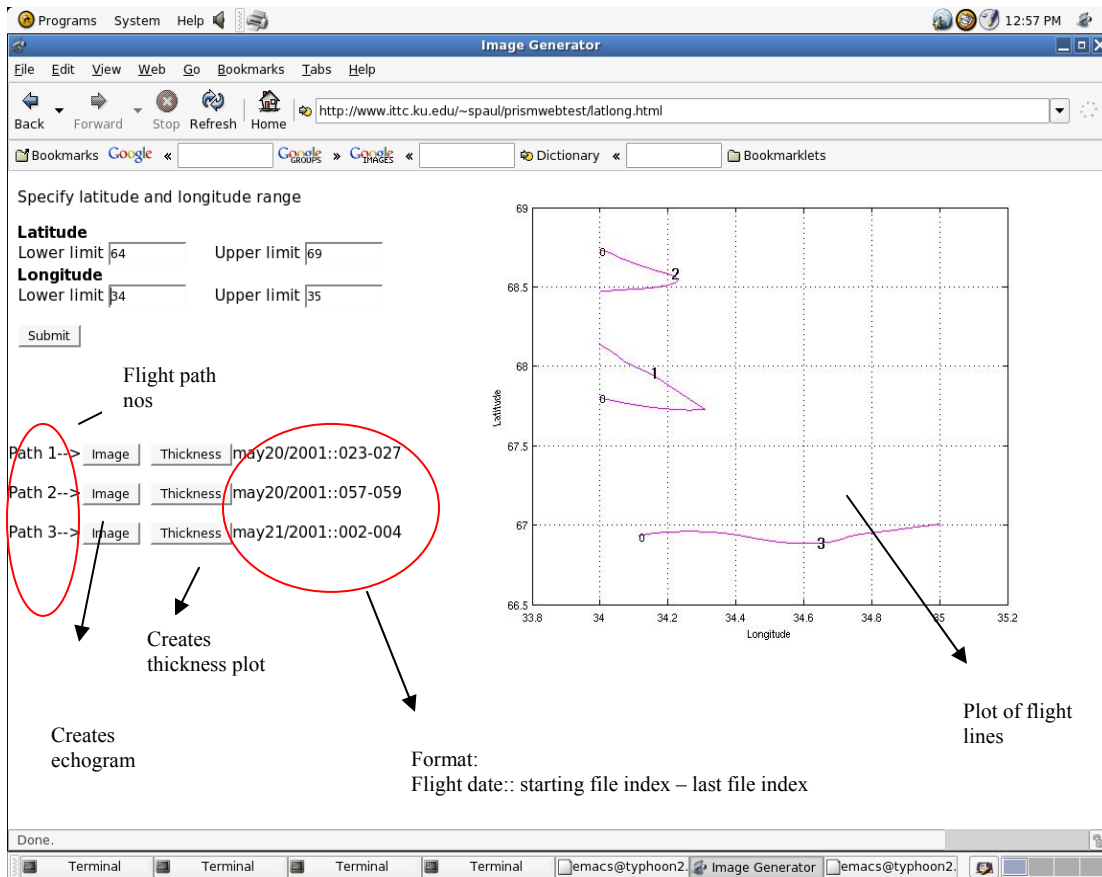 Programs System Help 12:57 PM
Image Generator
File Edit View Web Go Bookmarks Tabs Help
Back Forward Stop Refresh Home http://www.ittc.ku.edu/~spaul/prismwebtest/latlong.html
Bookmarks Google « Google GROUPS » Google IMAGES « Dictionary « Bookmarklets
Specify latitude and longitude range
Latitude
Lower limit 64 Upper limit 69
Longitude
Lower limit 34 Upper limit 35
Submit
Flight path
nos
Path 1--> Image Thickness may20/2001::023-027
Path 2--> Image Thickness may20/2001::057-059
Path 3--> Image Thickness may21/2001::002-004
Creates
thickness plot
Creates
echogram
Format:
Flight date:: starting file index – last file index
69
68.5
68
67.5
67
66.5
Latitude
0
2
1
0
0
3
33.8 34 34.2 34.4 34.6 34.8 35 35.2
Longitude
Plot of flight
lines
Done.
Terminal Terminal Terminal Terminal emacs@typhoon2. Image Generator emacs@typhoon2.